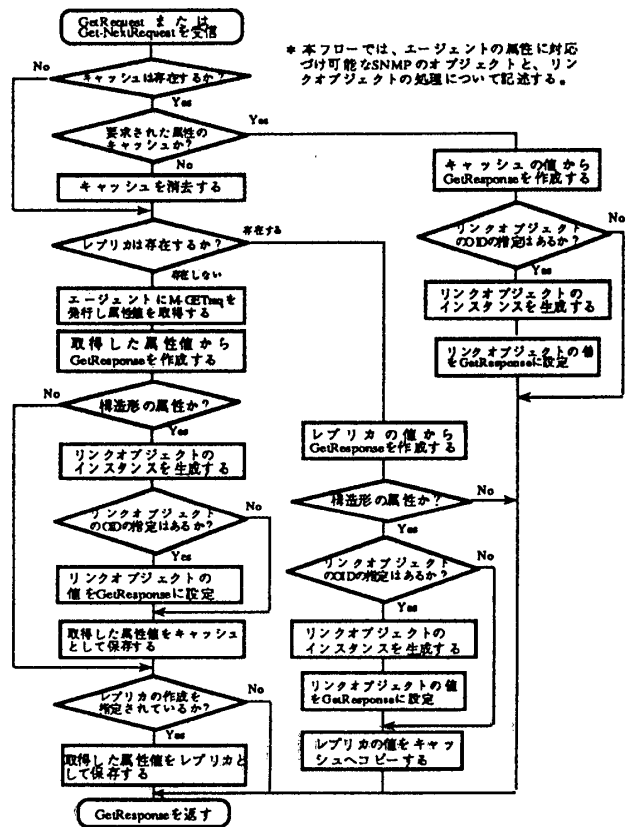 GetRequest または
Get-NextRequestを受信
* 本フローでは、エージェントの属性に対応
づけ可能なSNMPのオブジェクトと、リン
クオブジェクトの処理について記述する。
キャッシュは存在するか?
No
Yes
要求された属性の
キャッシュか?
Yes
No
キャッシュを消去する
キャッシュの値から
GetResponseを作成する
リンクオブジェクト
のOIDの指定はあるか?
No
Yes
リンクオブジェクトの
インスタンスを生成する
リンクオブジェクトの値
をGetResponseに設定
レプリカは存在するか?
存在する
存在しない
エージェントにM-GETreqを
発行し属性値を取得する
取得した属性値から
GetResponseを作成する
構造形の属性か?
No
Yes
リンクオブジェクトの
インスタンスを生成する
リンクオブジェクト
のOIDの指定はあるか?
No
Yes
リンクオブジェクトの
値をGetResponseに設定
取得した属性値をキャッシュ
として保存する
レプリカの作成を
指定されているか?
No
Yes
取得した属性値をレプリカと
して保存する
レプリカの値から
GetResponseを作成する
構造形の属性か?
No
Yes
リンクオブジェクト
のOIDの指定はあるか?
No
Yes
リンクオブジェクトの
インスタンスを生成する
リンクオブジェクトの値
をGetResponseに設定
レプリカの値をキャッ
シュへコピーする
GetResponseを返す